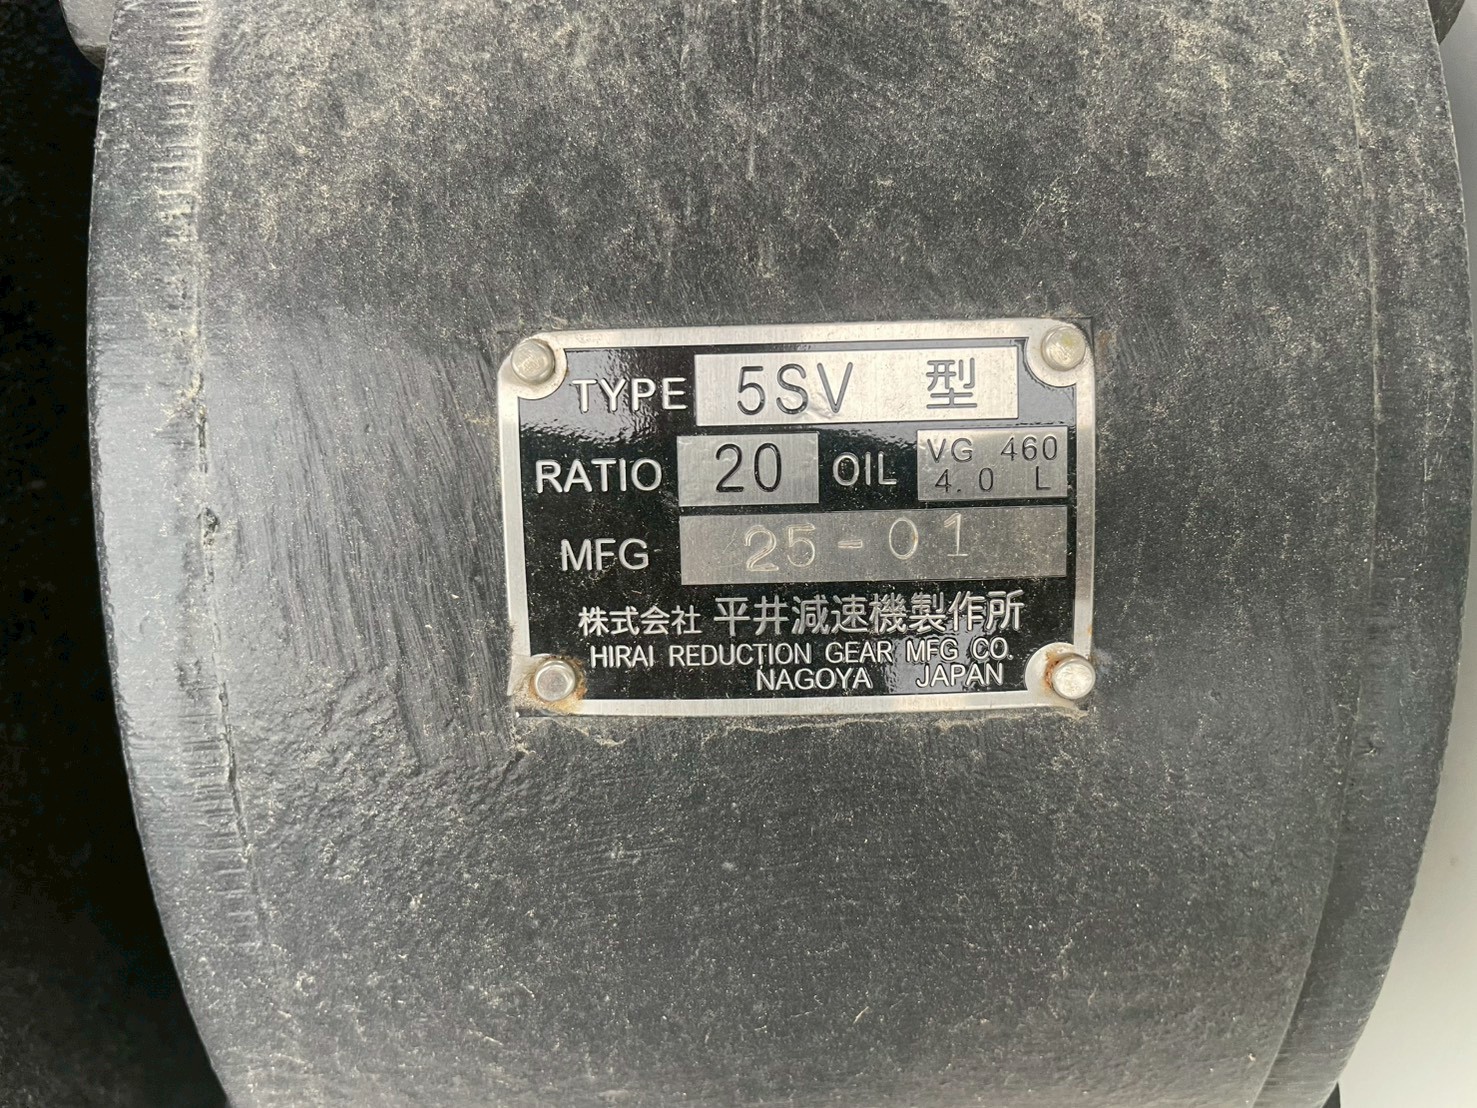 TYPE 5SV 型
RATIO 20 OIL VG 460
4.0 L
MFG 25-01
株式会社 平井減速機製作所
HIRAI REDUCTION GEAR MFG CO.
NAGOYA JAPAN